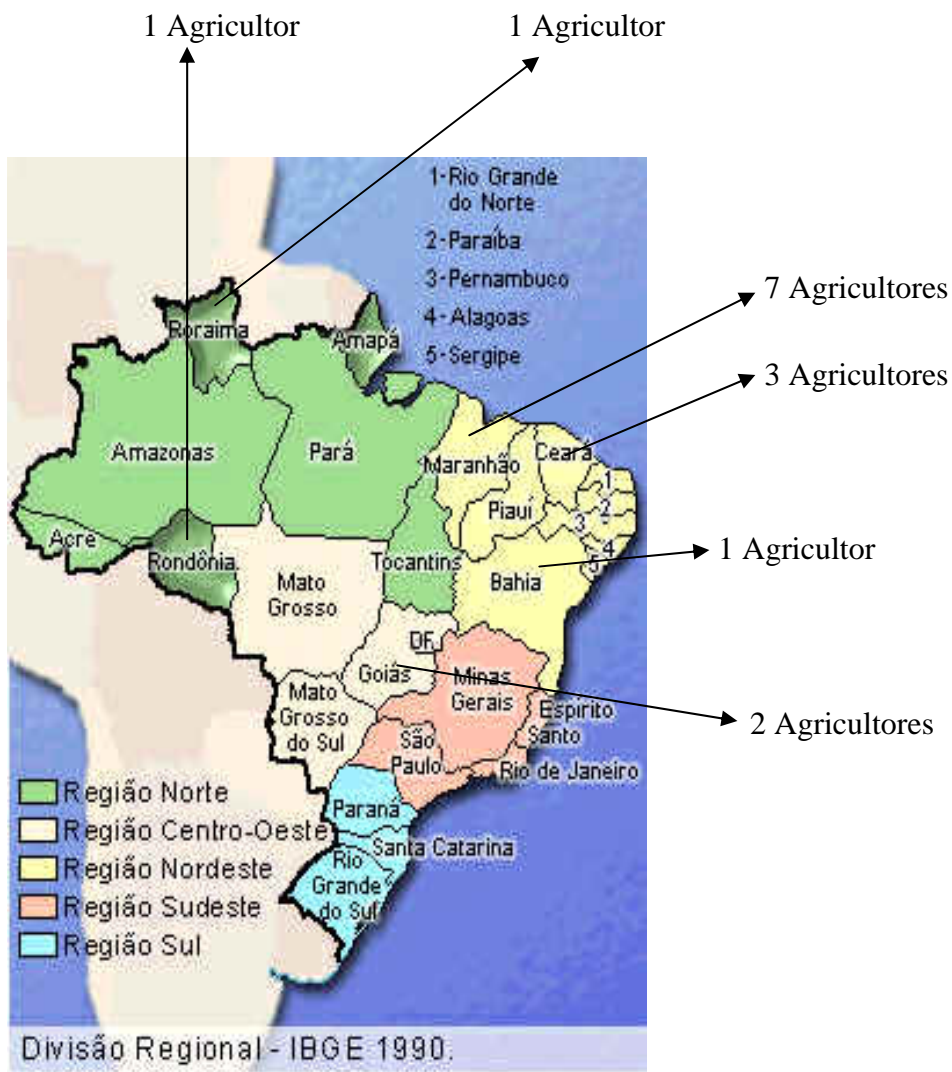 1 Agricultor
1 Agricultor
1-Rio Grande
do Norte
2-Paraíba
3-Pernambuco
4-Alagoas
5-Sergipe
7 Agricultores
3 Agricultores
1 Agricultor
2 Agricultores
Roraima
Amapá
Amazonas
Pará
Maranhão
Ceará
1
2
Piauí
3
4
5
Acre
Rondônia
Tocantins
Mato
Grosso
Bahia
DF
Goiás
Minas
Gerais
Mato
Grosso
do Sul
Espírito
Santo
São
Paulo
Rio de Janeiro
Paraná
Santa Catarina
Rio
Grande
do Sul
Região Norte
Região Centro-Oeste
Região Nordeste
Região Sudeste
Região Sul
Divisão Regional - IBGE 1990.